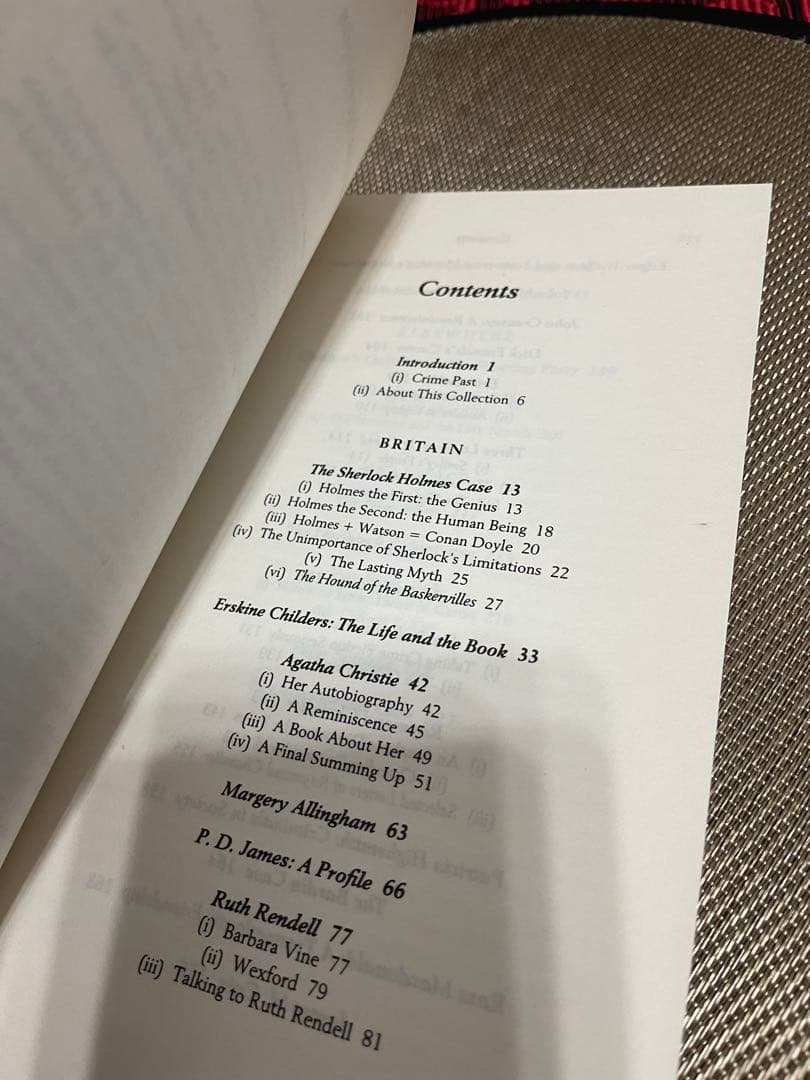 Contents
Introduction 1
(i) Crime Past 1
(ii) About This Collection 6
BRITAIN
The Sherlock Holmes Case 13
(i) Holmes the First: the Genius 13
(ii) Holmes the Second: the Human Being 18
(iii) Holmes + Watson = Conan Doyle 20
(iv) The Unimportance of Sherlock's Limitations 22
(v) The Lasting Myth 25
(vi) The Hound of the Baskervilles 27
Erskine Childers: The Life and the Book 33
Agatha Christie 42
(i) Her Autobiography 42
(ii) A Reminiscence 45
(iii) A Book About Her 49
(iv) A Final Summing Up 51
Margery Allingham 63
P. D. James: A Profile 66
Ruth Rendell 77
(i) Barbara Vine 77
(ii) Wexford 79
(iii) Talking to Ruth Rendell 81